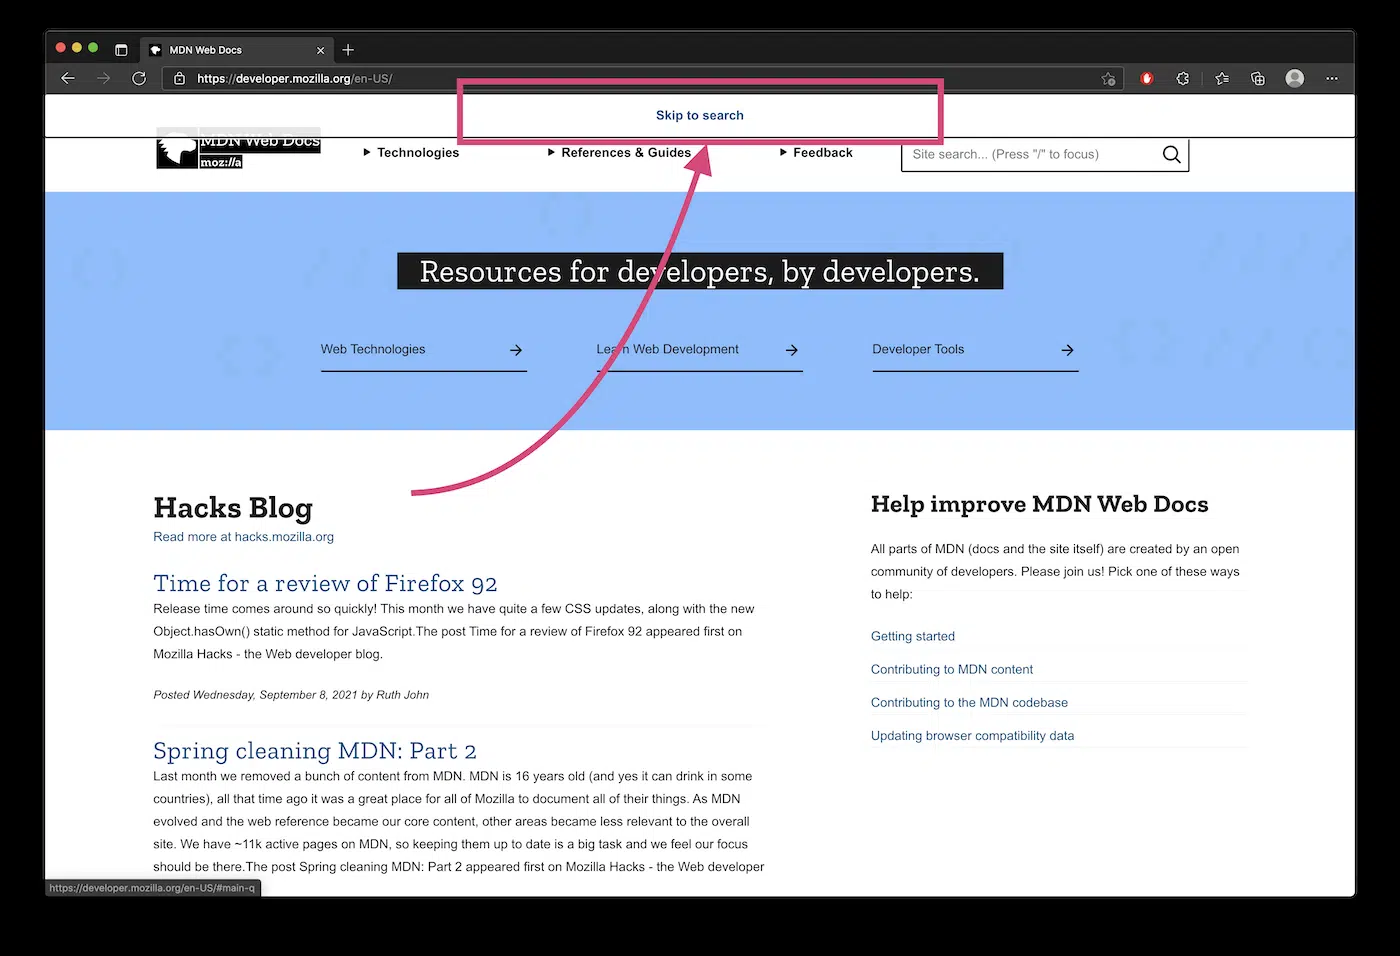 MDN Web Docs
https://developer.mozilla.org/en-US/
Skip to search
MDN Web Docs
moz://a
Technologies
References & Guides
Feedback
Site search... (Press "/" to focus)
Resources for developers, by developers.
Web Technologies
Learn Web Development
Developer Tools
Hacks Blog
Read more at hacks.mozilla.org
Time for a review of Firefox 92
Release time comes around so quickly! This month we have quite a few CSS updates, along with the new
Object.hasOwn() static method for JavaScript.The post Time for a review of Firefox 92 appeared first on
Mozilla Hacks - the Web developer blog.
Posted Wednesday, September 8, 2021 by Ruth John
Spring cleaning MDN: Part 2
Last month we removed a bunch of content from MDN. MDN is 16 years old (and yes it can drink in some
countries), all that time ago it was a great place for all of Mozilla to document all of their things. As MDN
evolved and the web reference became our core content, other areas became less relevant to the overall
site. We have ~11k active pages on MDN, so keeping them up to date is a big task and we feel our focus
should be there.The post Spring cleaning MDN: Part 2 appeared first on Mozilla Hacks - the Web developer
Help improve MDN Web Docs
All parts of MDN (docs and the site itself) are created by an open
community of developers. Please join us! Pick one of these ways
to help:
Getting started
Contributing to MDN content
Contributing to the MDN codebase
Updating browser compatibility data
https://developer.mozilla.org/en-US/#main-q